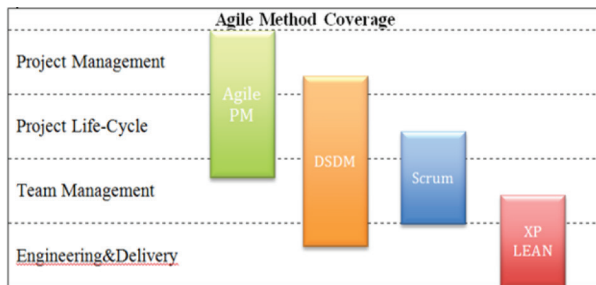 Agile Method Coverage
Project Management
Agile
PM
Project Life-Cycle
DSDM
Scrum
Team Management
XP
LEAN
Engineering&Delivery